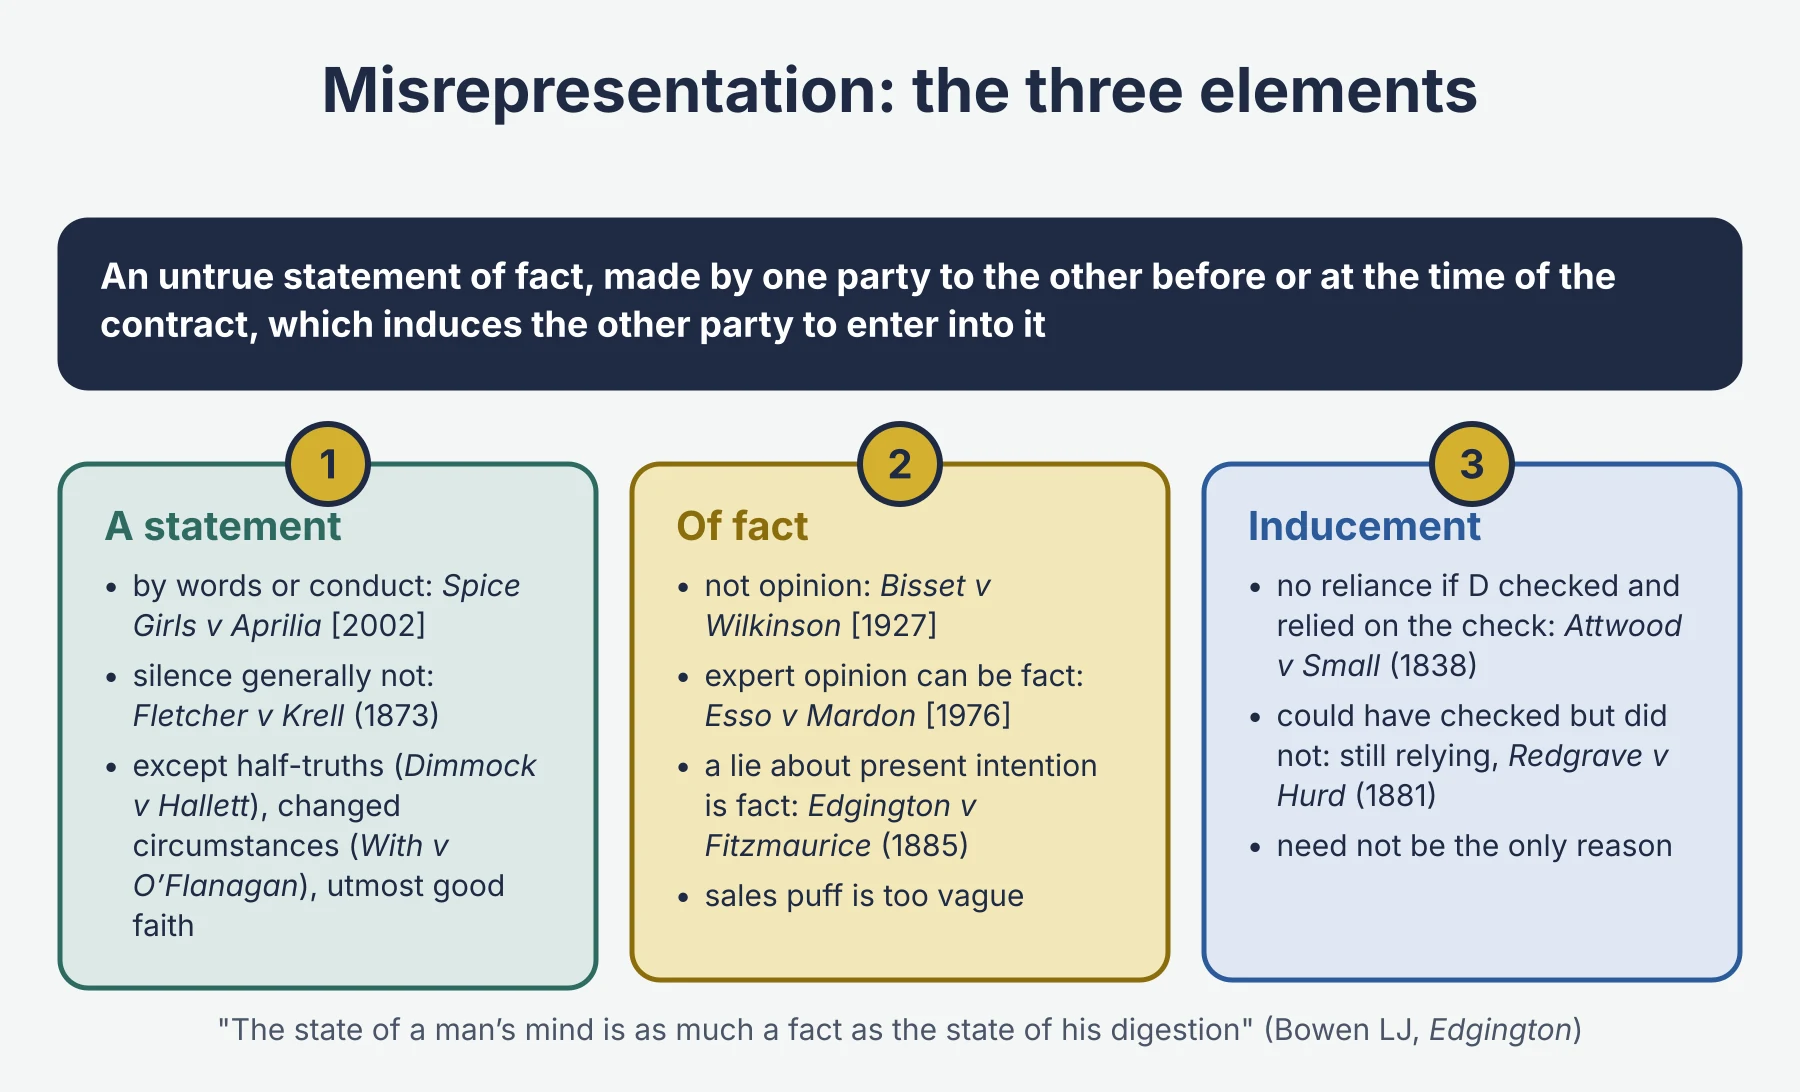 Misrepresentation: the three elements
An untrue statement of fact, made by one party to the other before or at the time of the
contract, which induces the other party to enter into it
1
A statement
• by words or conduct: Spice
Girls v Aprilia [2002]
• silence generally not:
Fletcher v Krell (1873)
• except half-truths (Dimmock
v Hallett), changed
circumstances (With v
O’Flanagan), utmost good
faith
2
Of fact
• not opinion: Bisset v
Wilkinson [1927]
• expert opinion can be fact:
Esso v Mardon [1976]
• a lie about present intention
is fact: Edgington v
Fitzmaurice (1885)
• sales puff is too vague
3
Inducement
• no reliance if D checked and
relied on the check: Attwood
v Small (1838)
• could have checked but did
not: still relying, Redgrave v
Hurd (1881)
• need not be the only reason
"The state of a man’s mind is as much a fact as the state of his digestion" (Bowen LJ, Edgington)